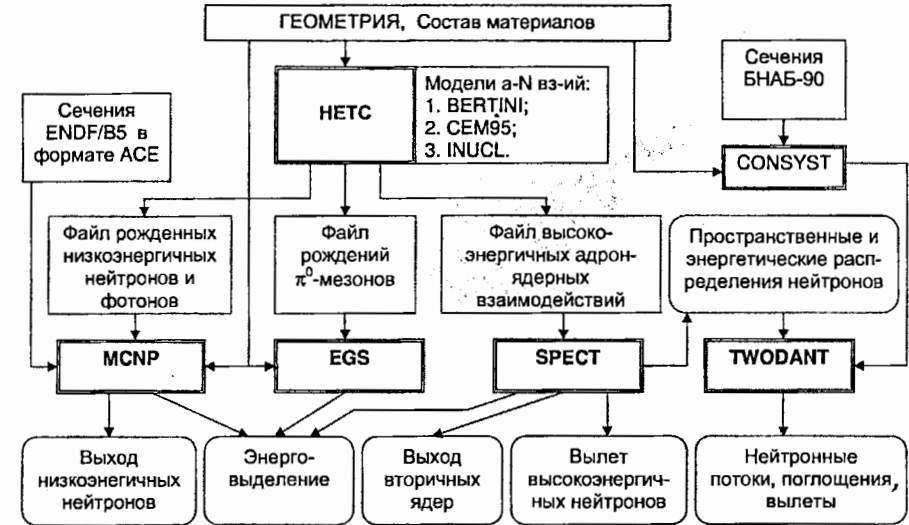 ГЕОМЕТРИЯ, Состав материалов
Сечения
ENDF/B5 в
формате ACE
HETC
Модели a-N вз-ий:
1. BERTINI;
2. CEM95;
3. INUCL.
Сечения
БНАБ-90
CONSYST
Файл рожденных
низкоэнергичных
нейтронов и
фотонов
Файл
рождений
π⁰-мезонов
Файл высоко-
энергичных адрон-
ядерных
взаимодействий
Пространственные и
энергетические расп-
ределения нейтронов
MCNP
EGS
SPECT
TWODANT
Выход
низкоэнегичных
нейтронов
Энерго-
выделение
Выход
вторичных
ядер
Вылет
высокоэнергич-
ных нейтронов
Нейтронные
потоки, поглощения,
вылеты